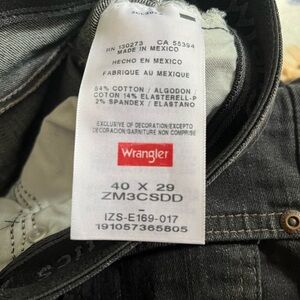 RN 130273 CA 58394
MADE IN MEXICO
HECHO EN MEXICO
FABRIQUE AU MEXIQUE
84% COTTON / ALGODON
COTON 14% ELASTERELL-P
2% SPANDEX / ELASTANO
EXCLUSIVE OF DECORATION/EXCEPTO
DECORACION/GARNITURE NON COMPRISE
Wrangler
40 X 29
ZM3CSDD
-
IZS-E169-017
191057365805